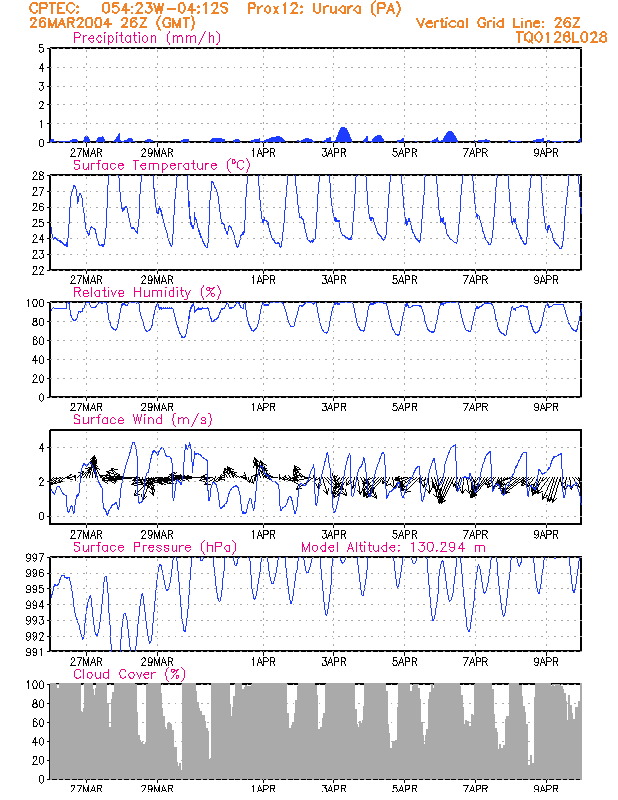 CPTEC: 054:23W-04:12S Prox12: Uruara (PA)
26MAR2004 26Z (GMT) Vertical Grid Line: 26Z
Precipitation (mm/h) TQ0126L028
5
4
3
2
1
0
27MAR 29MAR 1APR 3APR 5APR 7APR 9APR
Surface Temperature (°C)
28
27
26
25
24
23
22
27MAR 29MAR 1APR 3APR 5APR 7APR 9APR
Relative Humidity (%)
100
80
60
40
20
0
27MAR 29MAR 1APR 3APR 5APR 7APR 9APR
Surface Wind (m/s)
4
2
0
27MAR 29MAR 1APR 3APR 5APR 7APR 9APR
Surface Pressure (hPa) Model Altitude: 130.294 m
997
996
995
994
993
992
991
27MAR 29MAR 1APR 3APR 5APR 7APR 9APR
Cloud Cover (%)
100
80
60
40
20
0
27MAR 29MAR 1APR 3APR 5APR 7APR 9APR